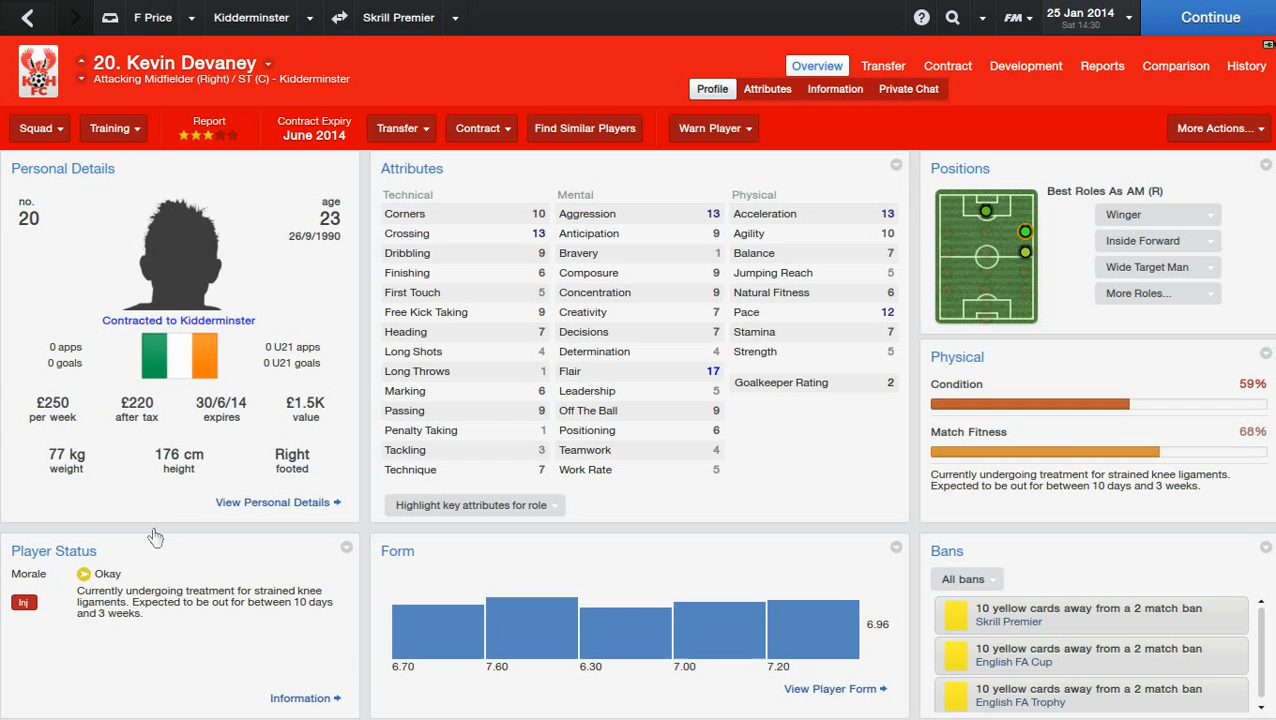 F Price
Kidderminster
Skrill Premier
FM
25 Jan 2014
Sat 14:30
Continue
KHFC
20. Kevin Devaney
Attacking Midfielder (Right) / ST (C) - Kidderminster
Overview
Transfer
Contract
Development
Reports
Comparison
History
Profile
Attributes
Information
Private Chat
Squad
Training
Report
Contract Expiry
June 2014
Transfer
Contract
Find Similar Players
Warn Player
More Actions...
Personal Details
no.
20
age
23
26/9/1990
Contracted to Kidderminster
0 apps
0 goals
0 U21 apps
0 U21 goals
£250
per week
£220
after tax
30/6/14
expires
£1.5K
value
77 kg
weight
176 cm
height
Right
footed
View Personal Details
Attributes
Technical
Corners 10
Crossing 13
Dribbling 9
Finishing 6
First Touch 5
Free Kick Taking 9
Heading 7
Long Shots 4
Long Throws 1
Marking 6
Passing 9
Penalty Taking 1
Tackling 3
Technique 7
Mental
Aggression 13
Anticipation 9
Bravery 1
Composure 9
Concentration 9
Creativity 7
Decisions 7
Determination 4
Flair 17
Leadership 5
Off The Ball 9
Positioning 6
Teamwork 4
Work Rate 5
Physical
Acceleration 13
Agility 10
Balance 7
Jumping Reach 5
Natural Fitness 6
Pace 12
Stamina 7
Strength 5
Goalkeeper Rating 2
Highlight key attributes for role
Positions
Best Roles As AM (R)
Winger
Inside Forward
Wide Target Man
More Roles...
Physical
Condition 59%
Match Fitness 68%
Currently undergoing treatment for strained knee ligaments.
Expected to be out for between 10 days and 3 weeks.
Player Status
Morale
Okay
Inj
Currently undergoing treatment for strained knee
ligaments. Expected to be out for between 10 days
and 3 weeks.
Information
Form
6.96
6.70 7.60 6.30 7.00 7.20
View Player Form
Bans
All bans
10 yellow cards away from a 2 match ban
Skrill Premier
10 yellow cards away from a 2 match ban
English FA Cup
10 yellow cards away from a 2 match ban
English FA Trophy